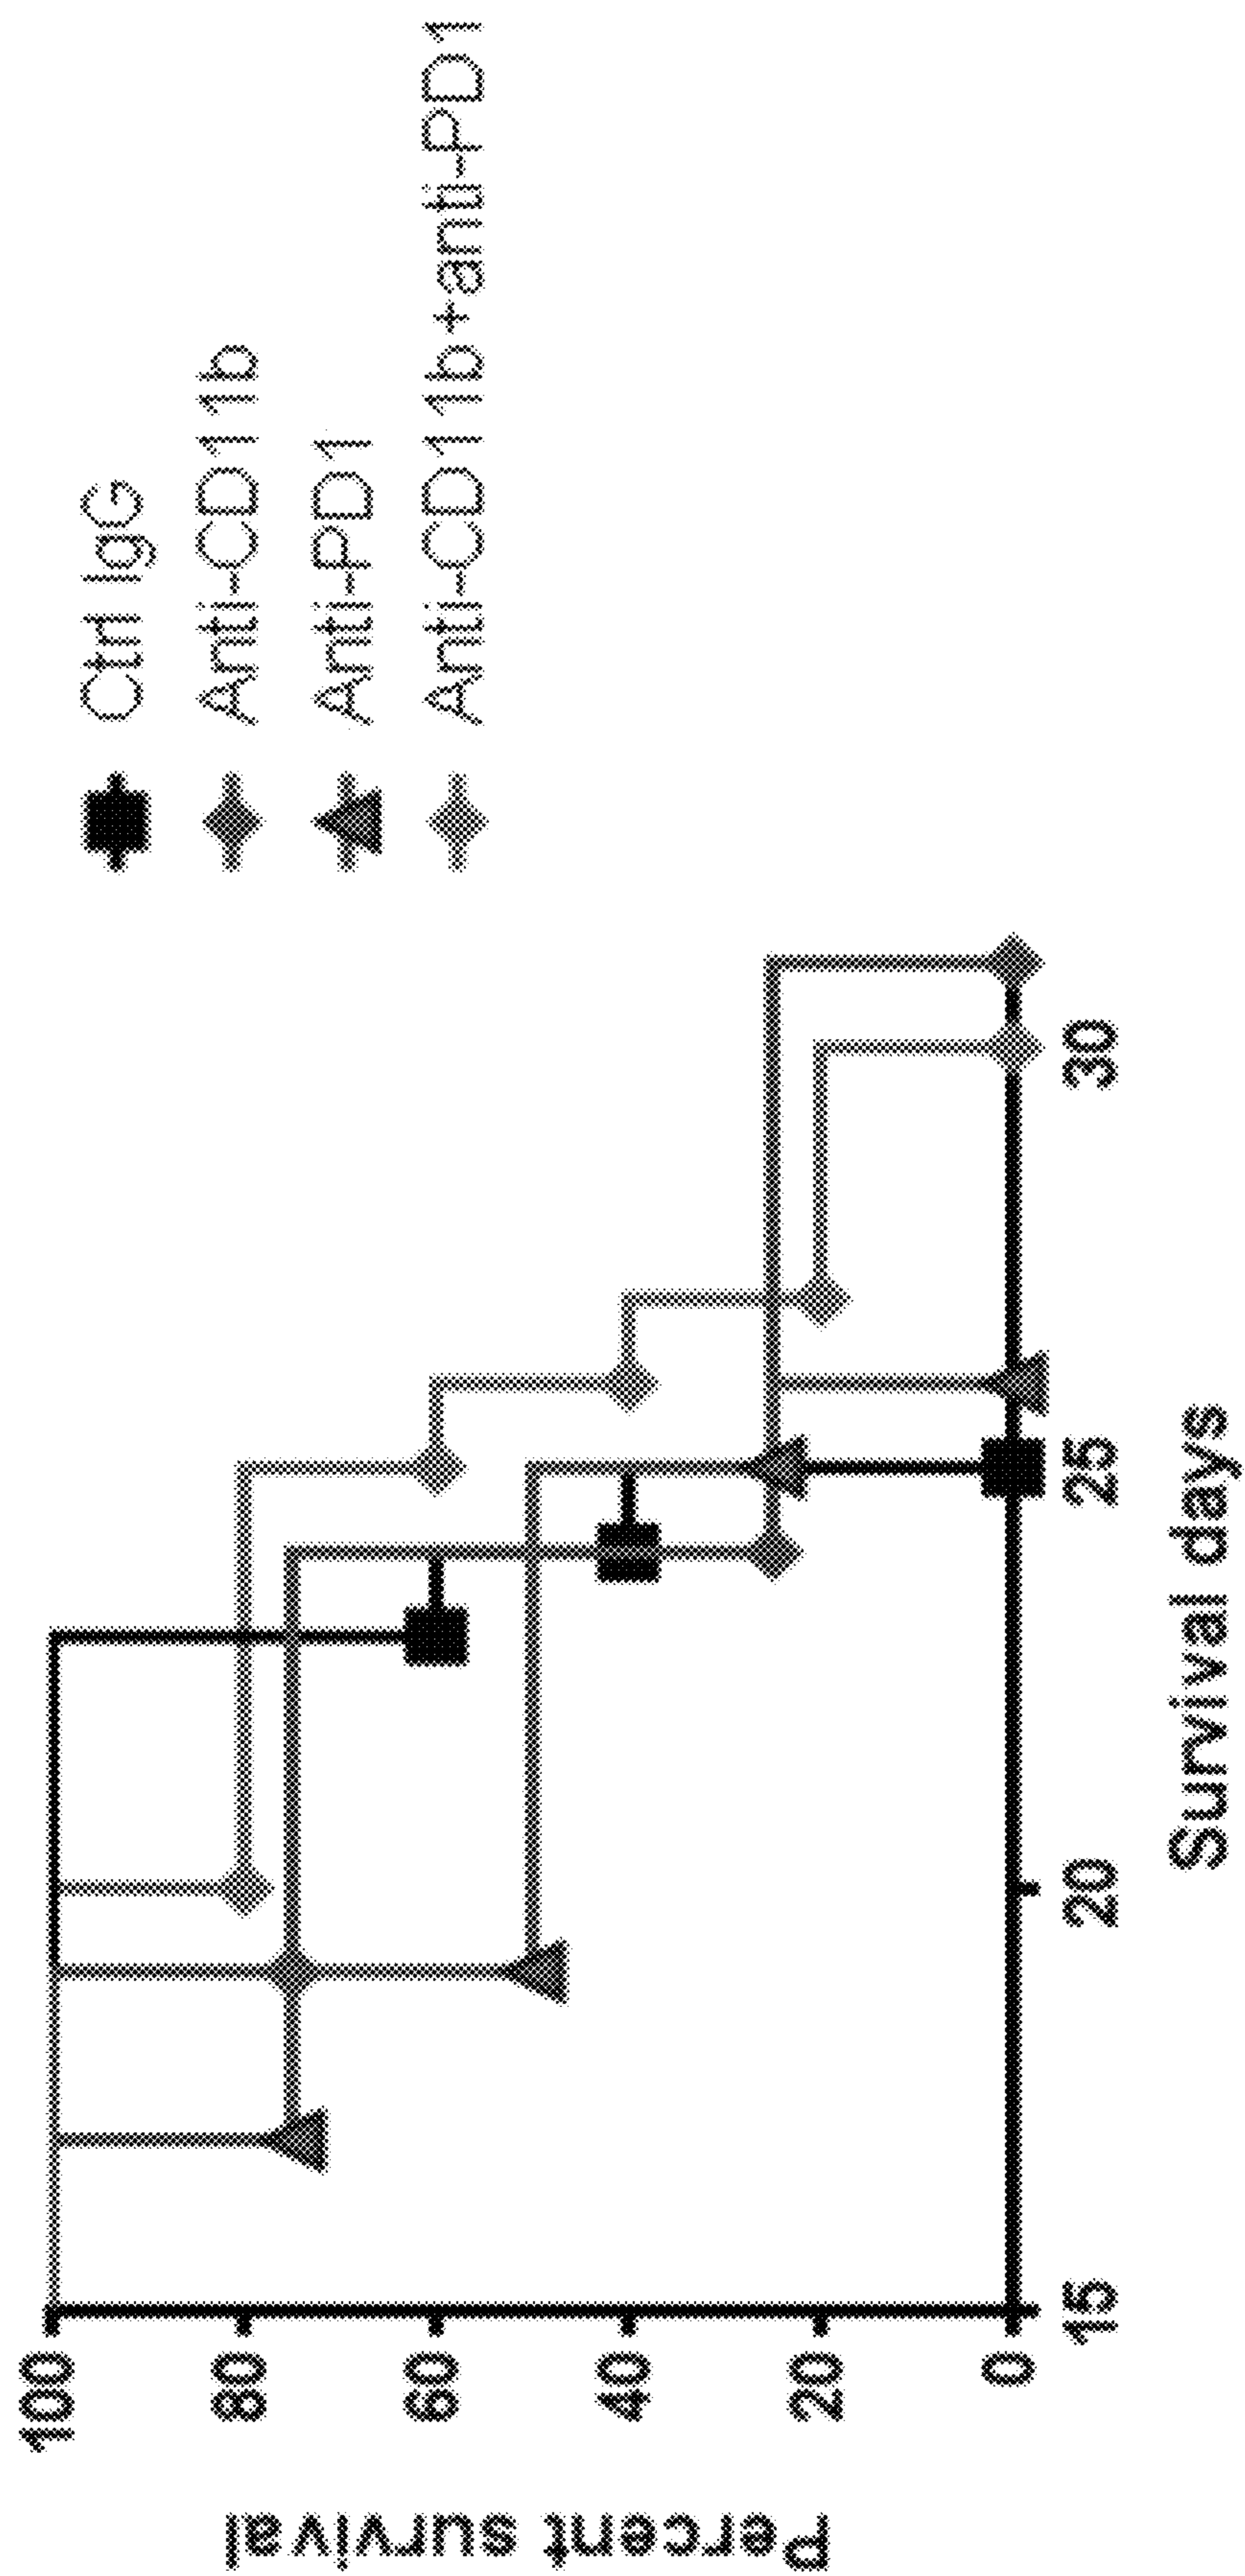 Ctrl IgG
Anti-CD11b
Anti-PD1
Anti-CD11b+anti-PD1
Percent survival
100
80
60
40
20
0
15
20
25
30
Survival days